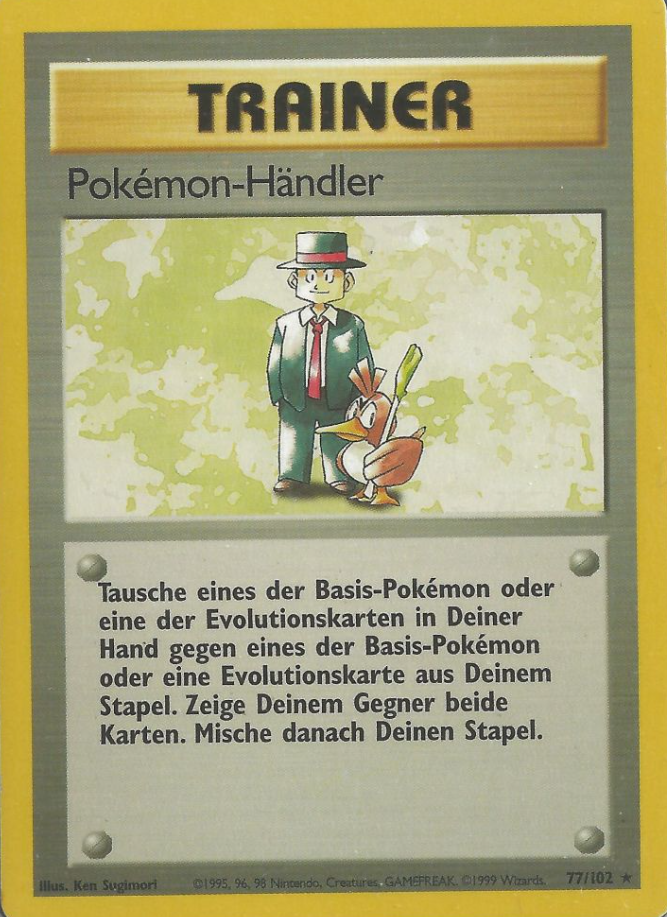 TRAINER
Pokémon-Händler
Tausche eines der Basis-Pokémon oder
eine der Evolutionskarten in Deiner
Hand gegen eines der Basis-Pokémon
oder eine Evolutionskarte aus Deinem
Stapel. Zeige Deinem Gegner beide
Karten. Mische danach Deinen Stapel.
Illus. Ken Sugimori ©1995, 96, 98 Nintendo, Creatures, GAMEFREAK. ©1999 Wizards. 77/102 ★